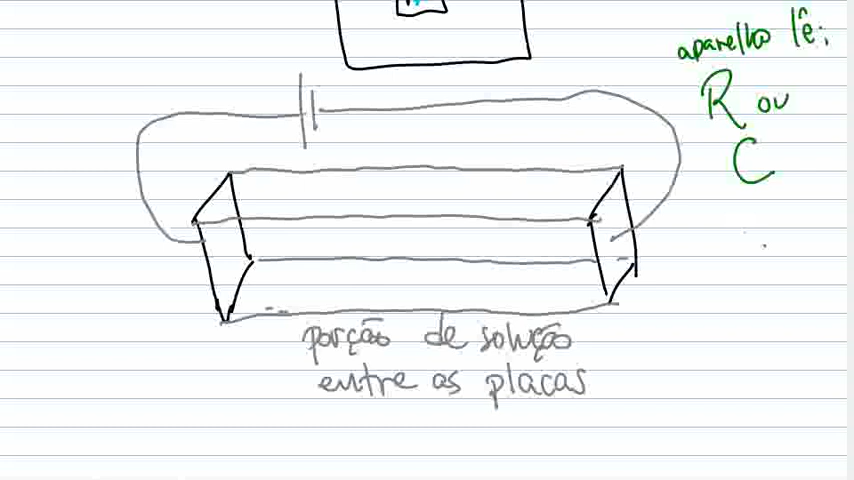 aparelho lê:
R ou
C
porção de solução
entre as placas